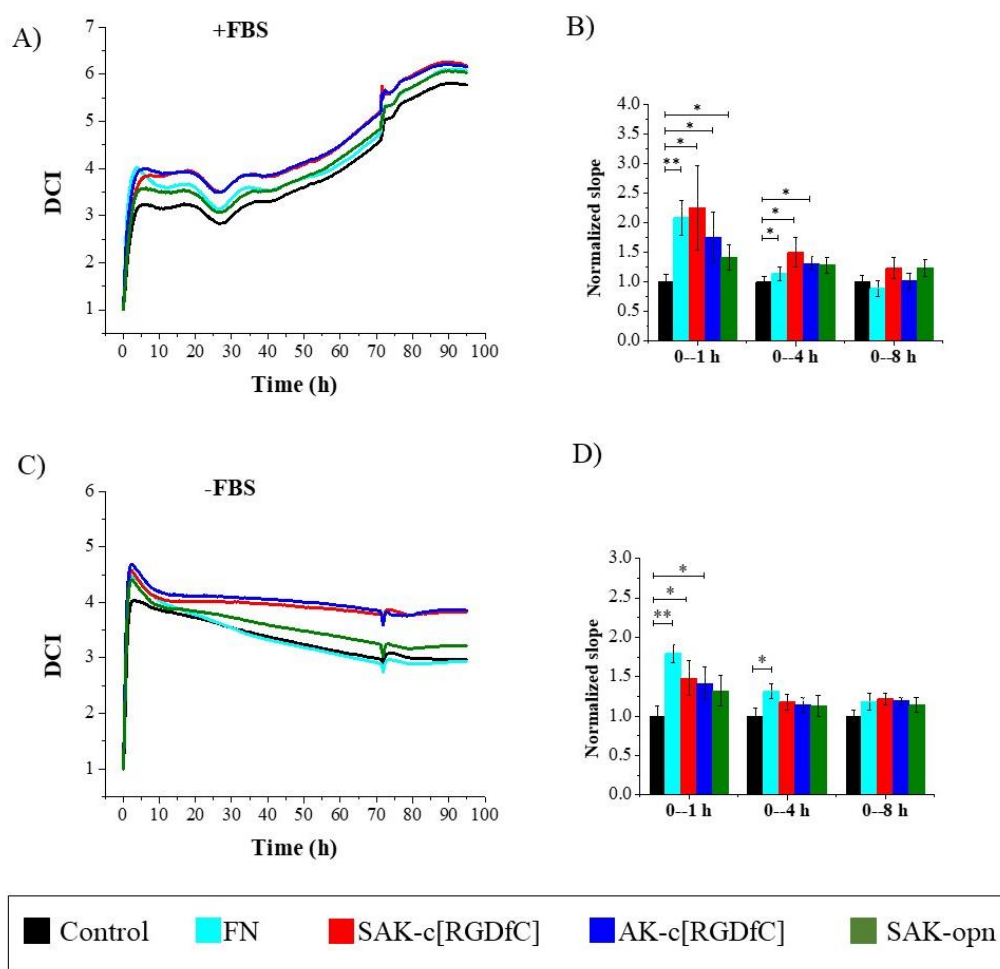 A)
+FBS
7
6
5
4
3
2
1
DCI
0 10 20 30 40 50 60 70 80 90 100
Time (h)
B)
4.0
3.5
3.0
2.5
2.0
1.5
1.0
0.5
0.0
Normalized slope
*
*
*
**
*
*
*
0--1 h 0--4 h 0--8 h
C)
-FBS
6
5
4
3
2
1
DCI
0 10 20 30 40 50 60 70 80 90 100
Time (h)
D)
3.0
2.5
2.0
1.5
1.0
0.5
0.0
Normalized slope
*
*
**
*
0--1 h 0--4 h 0--8 h
Control FN SAK-c[RGDfC] AK-c[RGDfC] SAK-opn